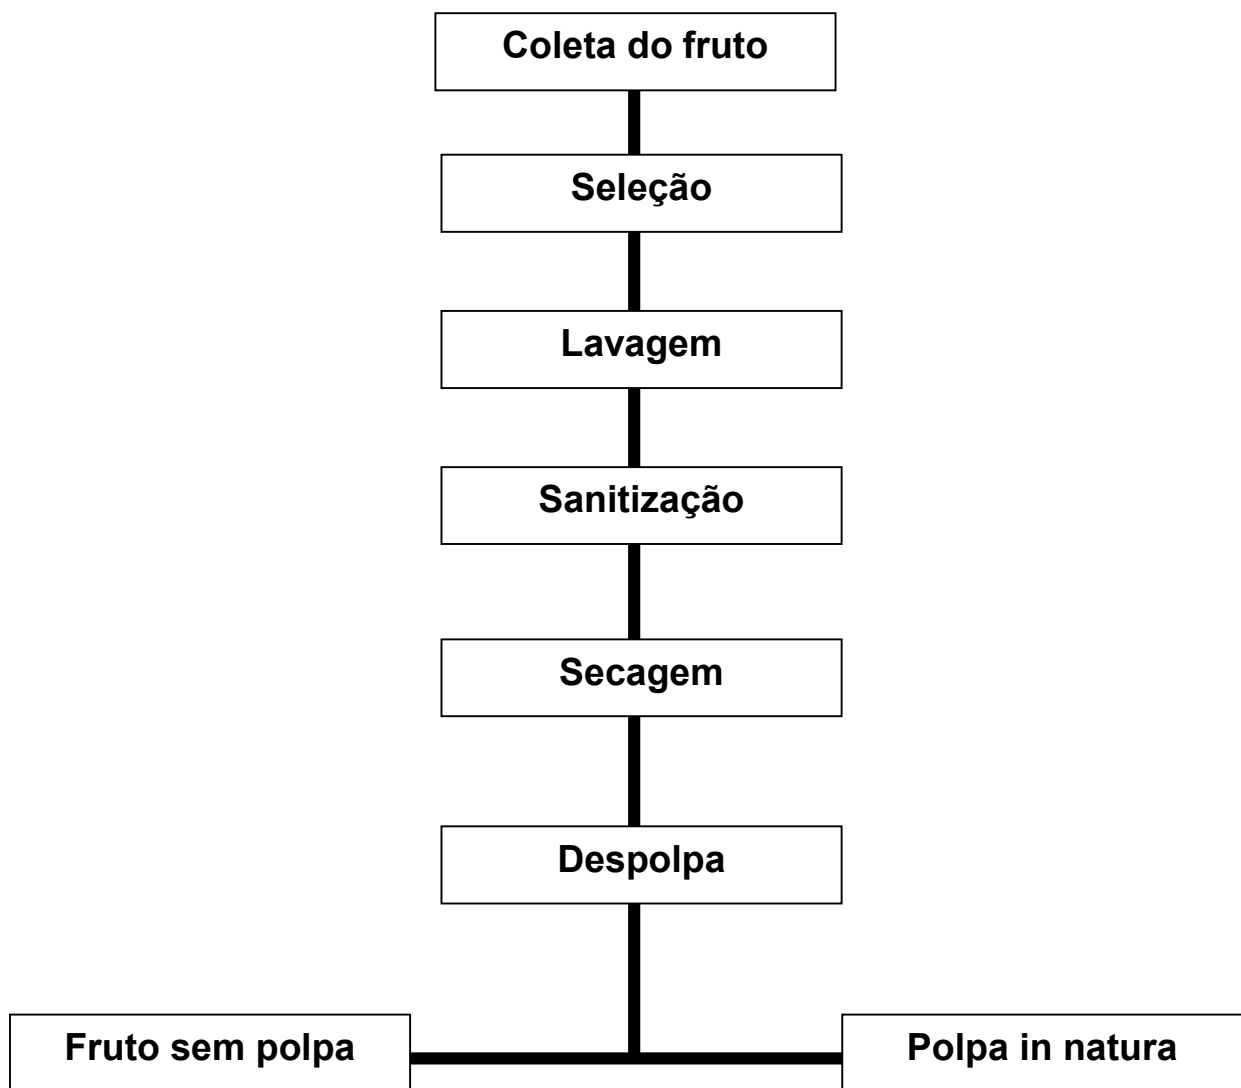 Coleta do fruto
Seleção
Lavagem
Sanitização
Secagem
Despolpa
Fruto sem polpa
Polpa in natura